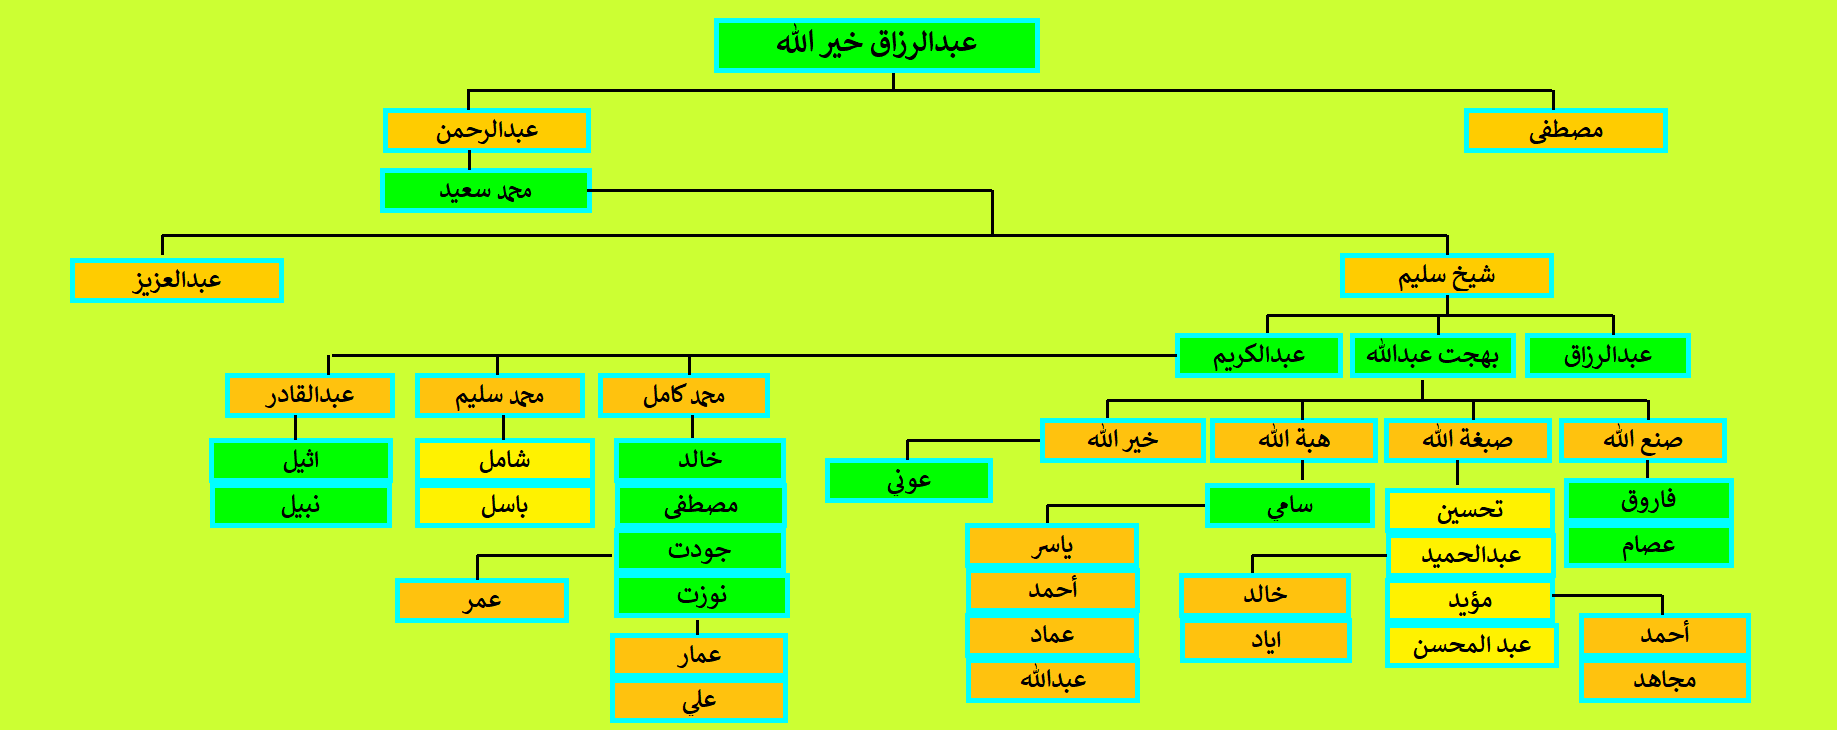 عبدالرزاق خير الله
مصطفى
عبدالرحمن
محمد سعيد
شيخ سليم
عبدالعزيز
عبدالرزاق
بهجت عبدالله
عبدالكريم
محمد كامل
محمد سليم
عبدالقادر
صنع الله
صبغة الله
هبة الله
خير الله
عوني
خالد
شامل
اثيل
مصطفى
باسل
نبيل
جودت
نوزت
عمر
عمار
علي
فاروق
عصام
تحسين
عبدالحميد
مؤيد
عبد المحسن
سامي
ياسر
أحمد
عماد
عبدالله
خالد
اياد
أحمد
مجاهد